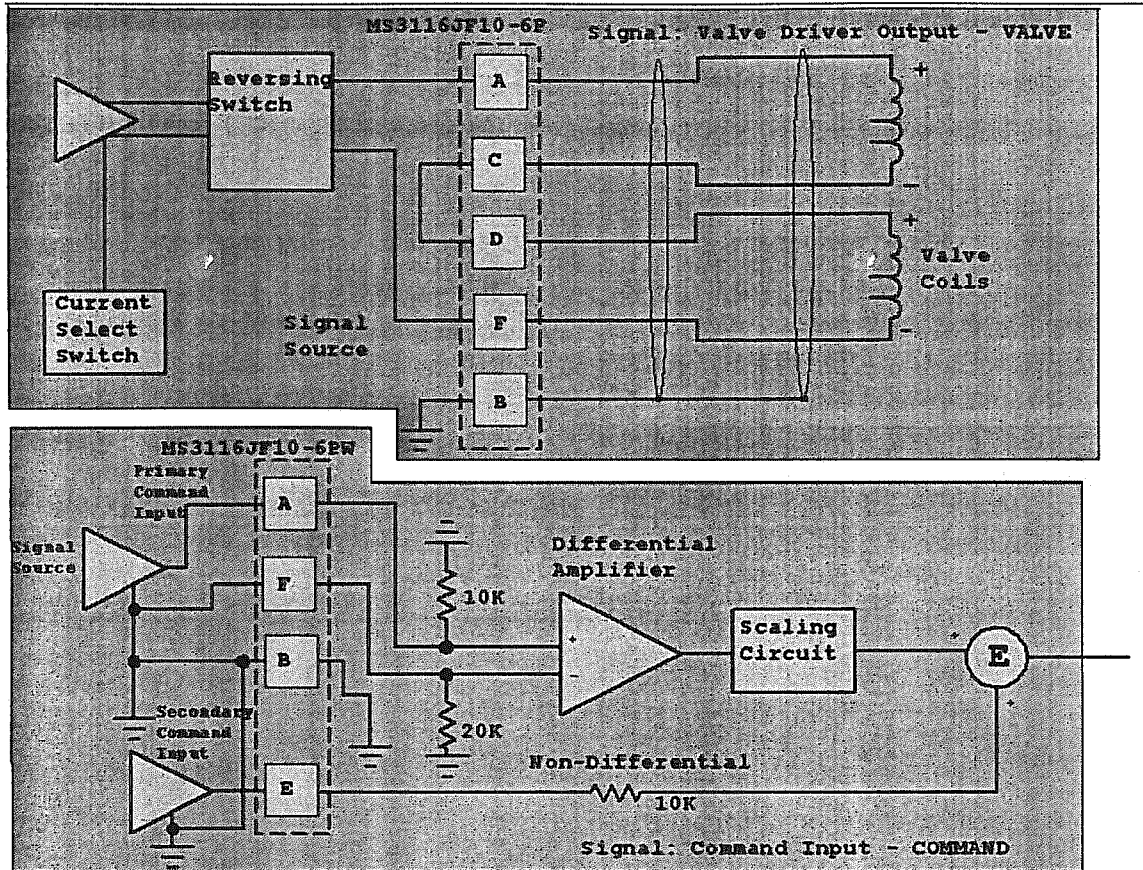 MS3116JF10-6P
Signal: Valve Driver Output - VALVE
Reversing
Switch
A
+
C
-
D
+
Valve
Coils
Current
Select
Switch
Signal
Source
F
-
B
MS3116JF10-6PW
Primary
Command
Input
A
Signal
Source
F
10K
Differential
Amplifier
+
-
Scaling
Circuit
+
E
+
B
20K
Secodary
Command
Input
Non-Differential
E
10K
Signal: Command Input - COMMAND